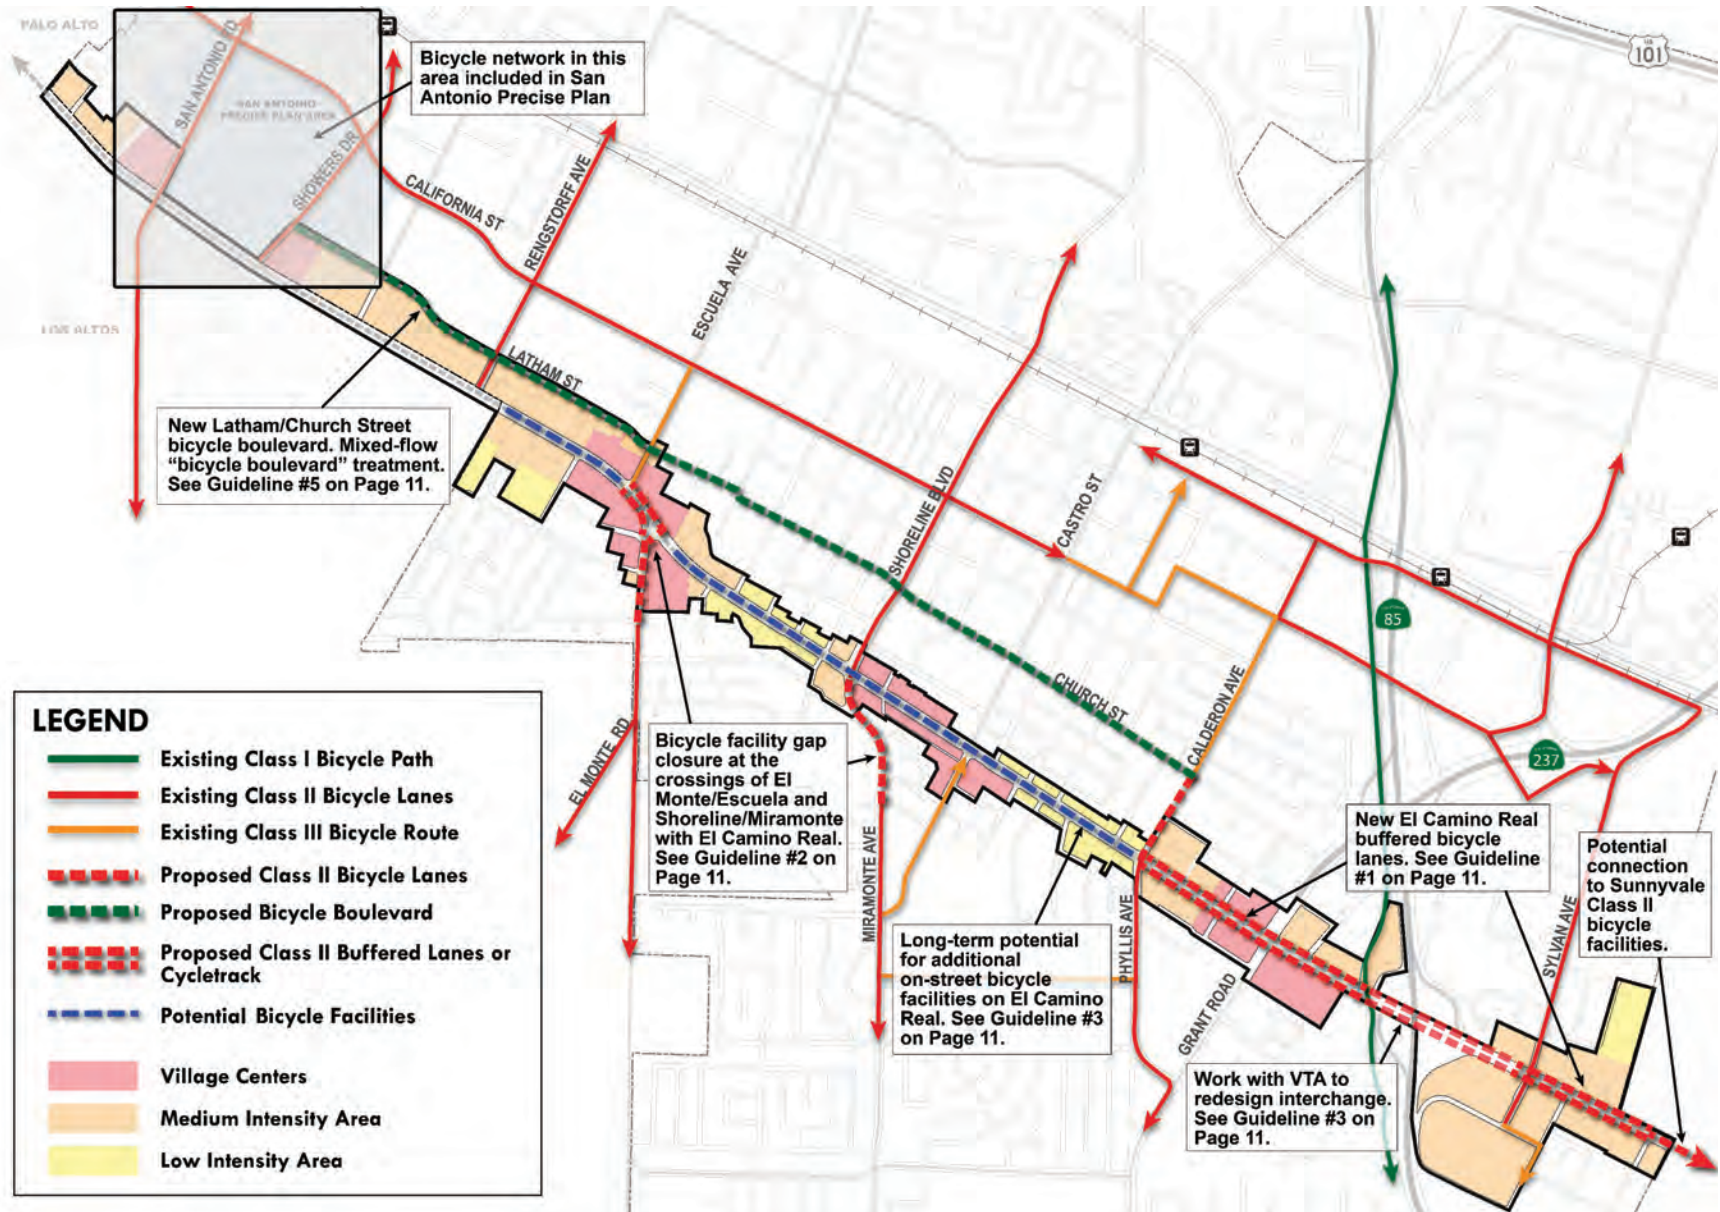 PALO ALTO
SAN ANTONIO RD
Bicycle network in this
area included in San
Antonio Precise Plan
US
101
SAN ANTONIO
PRECISE PLAN AREA
SHOWERS DR
CALIFORNIA ST
RENGSTORFF AVE
ESCUELA AVE
LOS ALTOS
LATHAM ST
New Latham/Church Street
bicycle boulevard. Mixed-flow
“bicycle boulevard” treatment.
See Guideline #5 on Page 11.
SHORELINE BLVD
CASTRO ST
85
CHURCH ST
CALDERON AVE
237
EL MONTE RD
Bicycle facility gap
closure at the
crossings of El
Monte/Escuela and
Shoreline/Miramonte
with El Camino Real.
See Guideline #2 on
Page 11.
MIRAMONTE AVE
New El Camino Real
buffered bicycle
lanes. See Guideline
#1 on Page 11.
Potential
connection
to Sunnyvale
Class II
bicycle
facilities.
SYLVAN AVE
Long-term potential
for additional
on-street bicycle
facilities on El Camino
Real. See Guideline #3
on Page 11.
PHYLLIS AVE
GRANT ROAD
Work with VTA to
redesign interchange.
See Guideline #3 on
Page 11.
LEGEND
Existing Class I Bicycle Path
Existing Class II Bicycle Lanes
Existing Class III Bicycle Route
Proposed Class II Bicycle Lanes
Proposed Bicycle Boulevard
Proposed Class II Buffered Lanes or
Cycletrack
Potential Bicycle Facilities
Village Centers
Medium Intensity Area
Low Intensity Area